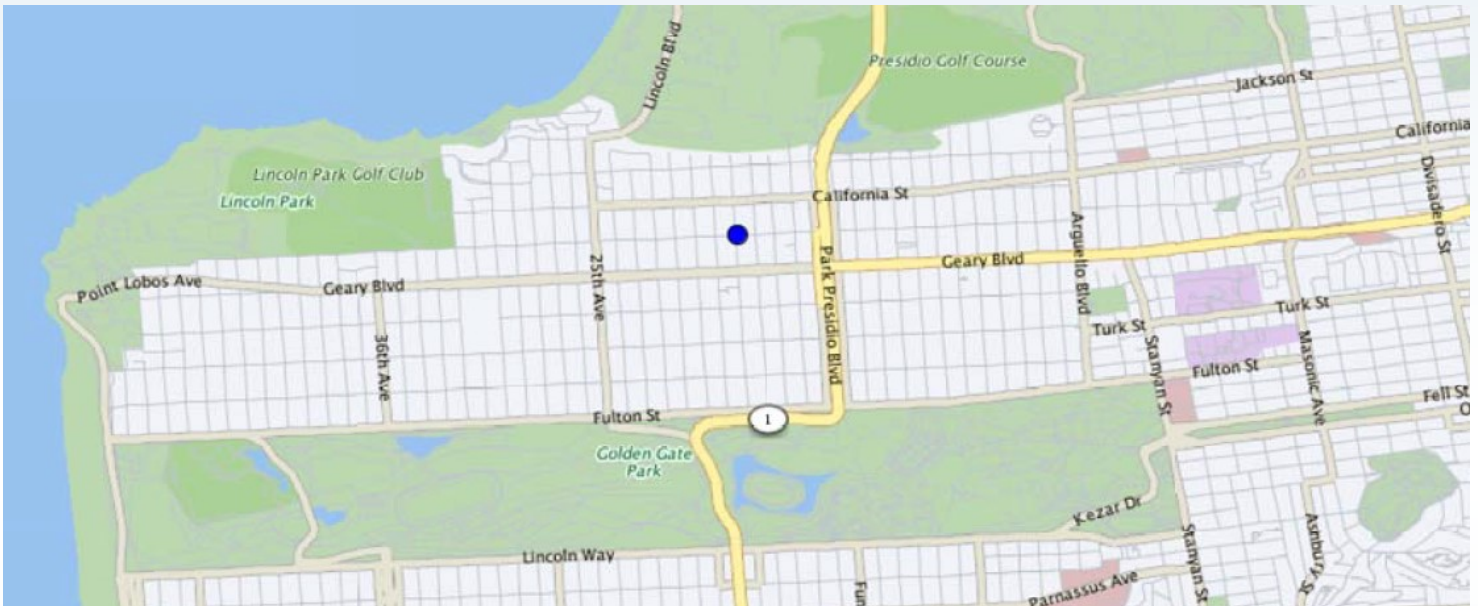 Lincoln Blvd
Presidio Golf Course
Jackson St
California
Lincoln Park Golf Club
Lincoln Park
California St
Divisadero St
Arguello Blvd
25th Ave
Park Presidio Blvd
Geary Blvd
Point Lobos Ave
Geary Blvd
Turk St
Turk St
36th Ave
Stanyan St
Masonic Ave
Fulton St
Fell St
O
Fulton St
1
Golden Gate
Park
Kezar Dr
Lincoln Way
Stanyan St
Ashbury S
Fun
Parnassus Ave